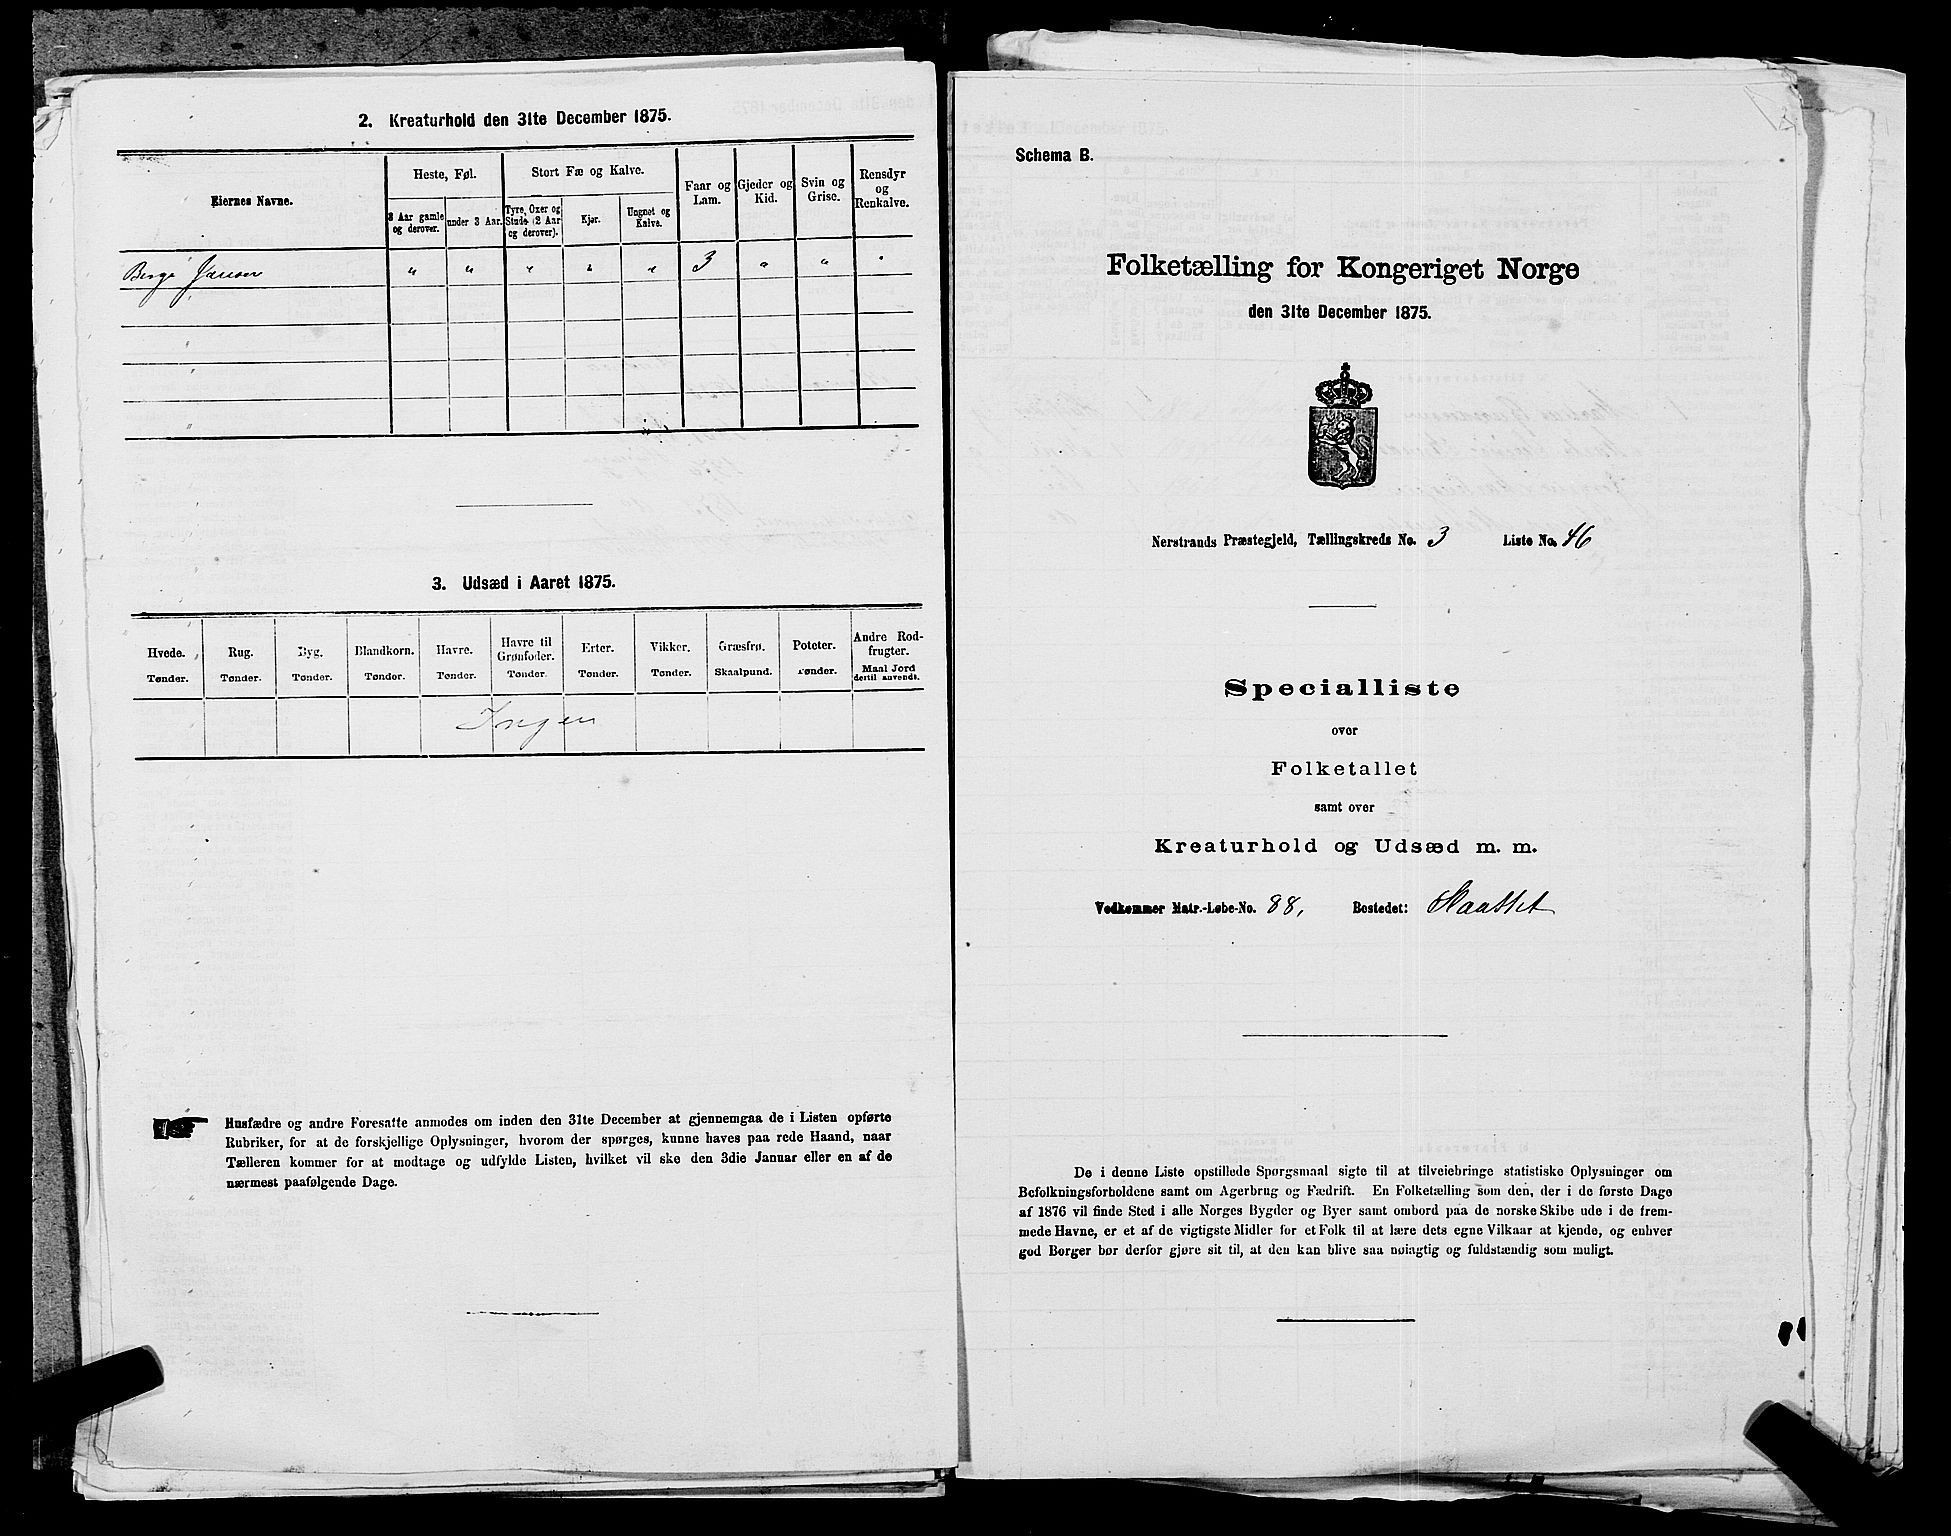 2. Kreaturhold den 31te December 1875.
Eiernes Navne.
Heste, Føl.
Stort Fæ og Kalve.
Faar og Lam.
Gjeder og Kid.
Svin og Grise.
Rensdyr og Renkalve.
3 Aar gamle og derover.
under 3 Aar.
Tyre, Oxer og Stude (2 Aar og derover).
Kjør.
Ungnet og Kalve.
Berge " " " " " 3 " " "
3. Udsæd i Aaret 1875.
Hvede. Tønder.
Rug. Tønder.
Byg. Tønder.
Blandkorn. Tønder.
Havre. Tønder.
Havre til Grønfoder. Tønder.
Erter. Tønder.
Vikker. Tønder.
Græsfrø. Skaalpund.
Poteter. Tønder.
Andre Rodfrugter. Maal Jord dertil anvendt.
Ingen
Husfædre og andre Foresatte anmodes om inden den 31te December at gjennemgaa de i Listen opførte
Rubriker, for at de forskjellige Oplysninger, hvorom der spørges, kunne haves paa rede Haand, naar
Tælleren kommer for at modtage og udfylde Listen, hvilket vil ske den 3die Januar eller en af de
nærmest paafølgende Dage.
Schema B.
Folketælling for Kongeriget Norge
den 31te December 1875.
Nerstrands Præstegjeld, Tællingskreds No. 3 Liste No. 46
Specialliste
over
Folketallet
samt over
Kreaturhold og Udsæd m. m.
Vedkommer Matr.-Løbe-No. 88, Bostedet:
De i denne Liste opstillede Spørgsmaal sigte til at tilveiebringe statistiske Oplysninger om
Befolkningsforholdene samt om Agerbrug og Fædrift. En Folketælling som den, der i de første Dage
af 1876 vil finde Sted i alle Norges Bygder og Byer samt ombord paa de norske Skibe ude i de frem-
mede Havne, er et af de vigtigste Midler for et Folk til at lære dets egne Vilkaar at kjende, og enhver
god Borger bør derfor gjøre sit til, at den kan blive saa nøiagtig og fuldstændig som muligt.